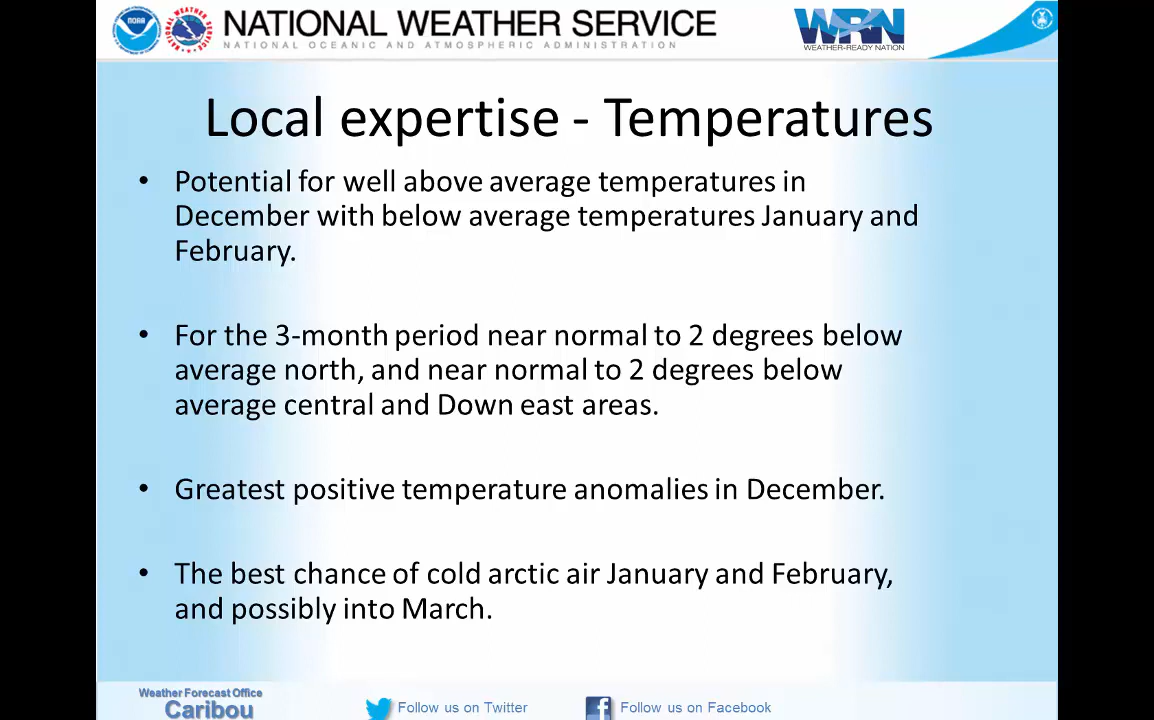 NOAA
NATIONAL WEATHER SERVICE
NATIONAL OCEANIC AND ATMOSPHERIC ADMINISTRATION
WRN
WEATHER-READY NATION
Local expertise - Temperatures
• Potential for well above average temperatures in
December with below average temperatures January and
February.
• For the 3-month period near normal to 2 degrees below
average north, and near normal to 2 degrees below
average central and Down east areas.
• Greatest positive temperature anomalies in December.
• The best chance of cold arctic air January and February,
and possibly into March.
Weather Forecast Office
Caribou
Follow us on Twitter
Follow us on Facebook